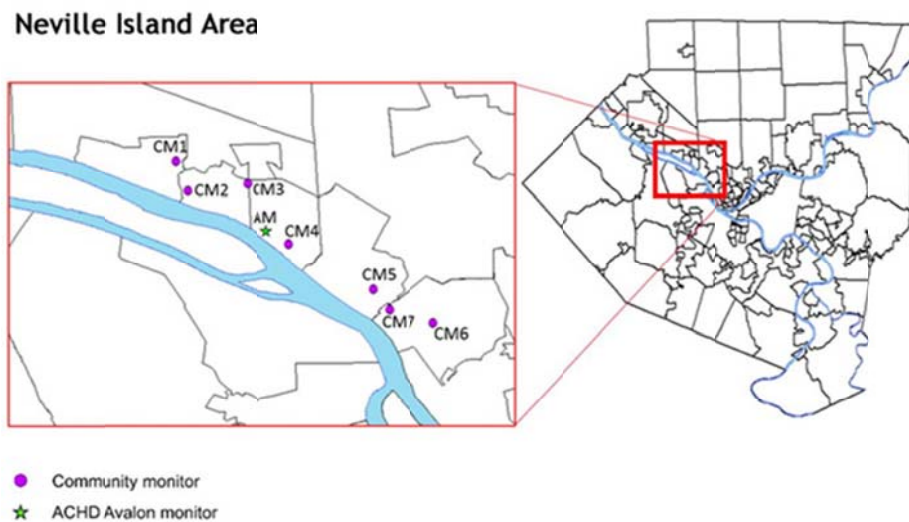 Neville Island Area
CM1
CM2
CM3
AM
CM4
CM5
CM7
CM6
Community monitor
ACHD Avalon monitor